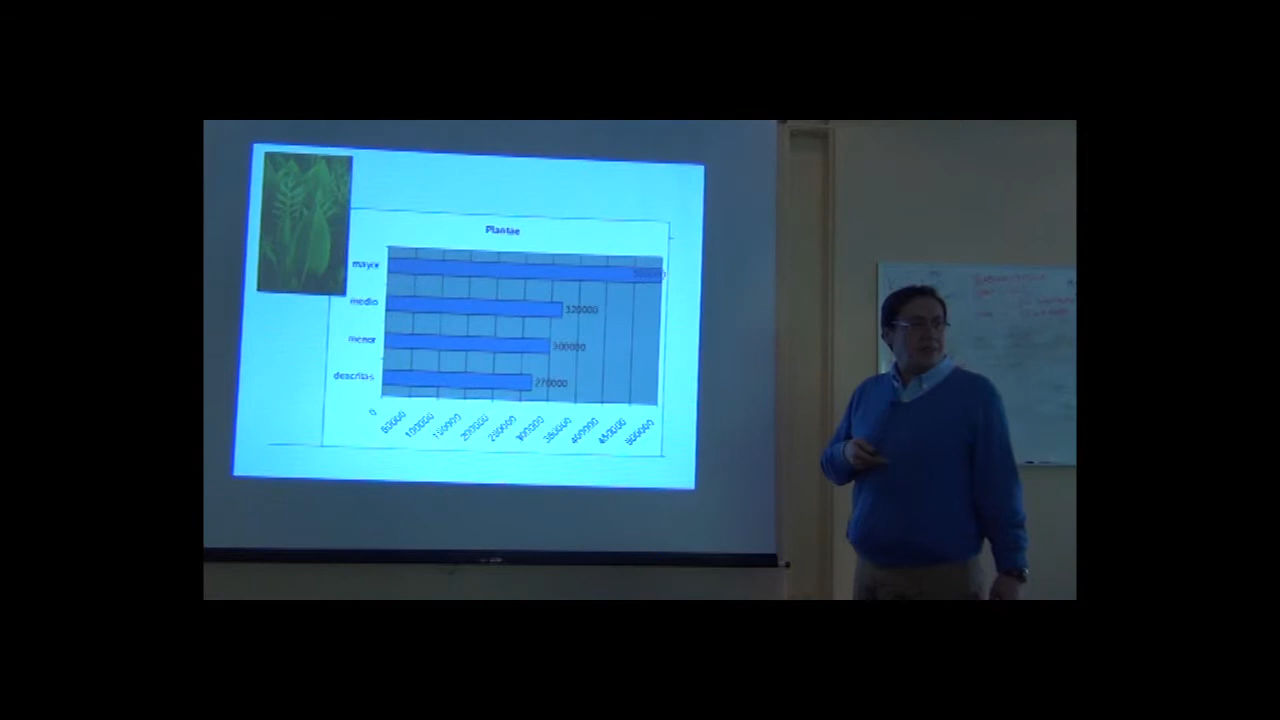 Plantae
mayor
500000
medio
320000
menor
300000
descritas
270000
0 50000 100000 150000 200000 250000 300000 350000 400000 450000 500000